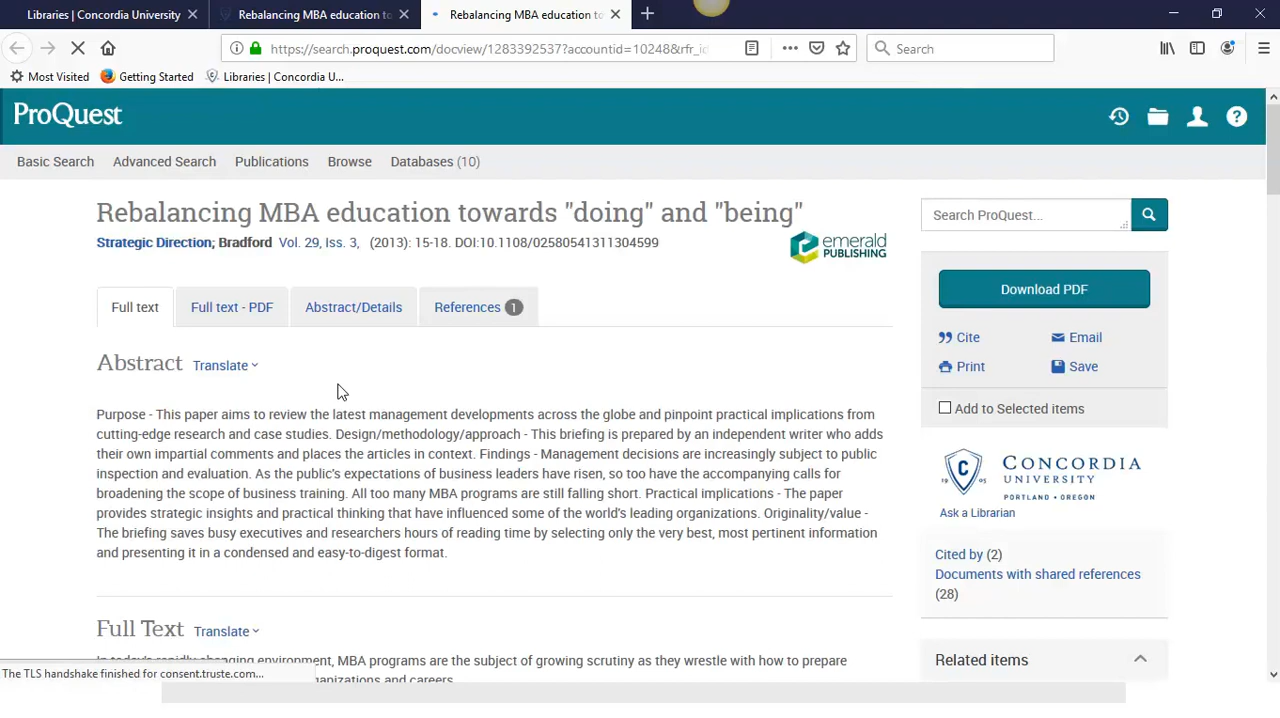 Libraries | Concordia University
Rebalancing MBA education to
Rebalancing MBA education to
https://search.proquest.com/docview/1283392537?accountid=10248&rfr_id
Search
Most Visited
Getting Started
Libraries | Concordia U...
ProQuest
Basic Search
Advanced Search
Publications
Browse
Databases (10)
Rebalancing MBA education towards "doing" and "being"
Strategic Direction; Bradford Vol. 29, Iss. 3, (2013): 15-18. DOI:10.1108/02580541311304599
emerald
PUBLISHING
Full text
Full text - PDF
Abstract/Details
References 1
Abstract Translate
Purpose - This paper aims to review the latest management developments across the globe and pinpoint practical implications from
cutting-edge research and case studies. Design/methodology/approach - This briefing is prepared by an independent writer who adds
their own impartial comments and places the articles in context. Findings - Management decisions are increasingly subject to public
inspection and evaluation. As the public's expectations of business leaders have risen, so too have the accompanying calls for
broadening the scope of business training. All too many MBA programs are still falling short. Practical implications - The paper
provides strategic insights and practical thinking that have influenced some of the world's leading organizations. Originality/value -
The briefing saves busy executives and researchers hours of reading time by selecting only the very best, most pertinent information
and presenting it in a condensed and easy-to-digest format.
Full Text Translate
In today's rapidly changing environment, MBA programs are the subject of growing scrutiny as they wrestle with how to prepare
organizations and careers.
The TLS handshake finished for consent.truste.com...
Search ProQuest...
Download PDF
Cite
Email
Print
Save
Add to Selected items
19 C 05
CONCORDIA
UNIVERSITY
PORTLAND • OREGON
Ask a Librarian
Cited by (2)
Documents with shared references
(28)
Related items